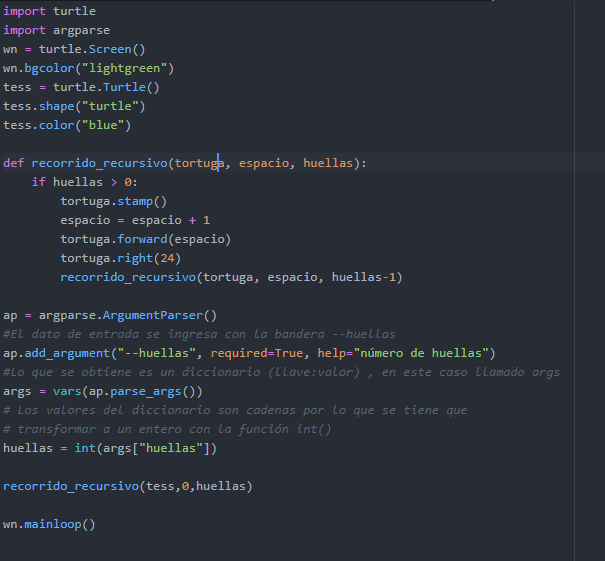 import turtle
import argparse
wn = turtle.Screen()
wn.bgcolor("lightgreen")
tess = turtle.Turtle()
tess.shape("turtle")
tess.color("blue")
def recorrido_recursivo(tortuga, espacio, huellas):
    if huellas > 0:
        tortuga.stamp()
        espacio = espacio + 1
        tortuga.forward(espacio)
        tortuga.right(24)
        recorrido_recursivo(tortuga, espacio, huellas-1)
ap = argparse.ArgumentParser()
#El dato de entrada se ingresa con la bandera --huellas
ap.add_argument("--huellas", required=True, help="número de huellas")
#Lo que se obtiene es un diccionario (llave:valor) , en este caso llamado args
args = vars(ap.parse_args())
# Los valores del diccionario son cadenas por lo que se tiene que
# transformar a un entero con la función int()
huellas = int(args["huellas"])
recorrido_recursivo(tess,0,huellas)
wn.mainloop()